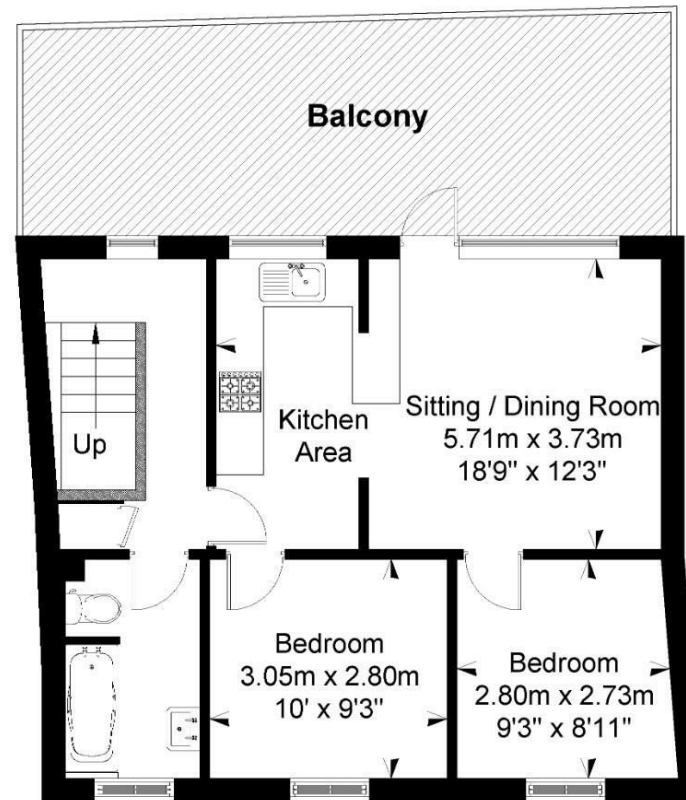 Balcony
Up
Kitchen
Area
Sitting / Dining Room
5.71m x 3.73m
18'9" x 12'3"
Bedroom
3.05m x 2.80m
10' x 9'3"
Bedroom
2.80m x 2.73m
9'3" x 8'11"